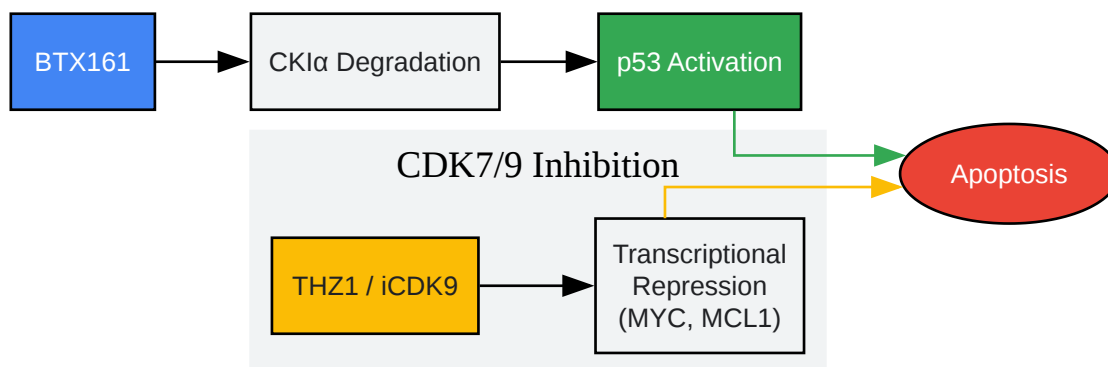 BTX161
CKIα Degradation
p53 Activation
CDK7/9 Inhibition
Apoptosis
THZ1 / iCDK9
Transcriptional
Repression
(MYC, MCL1)